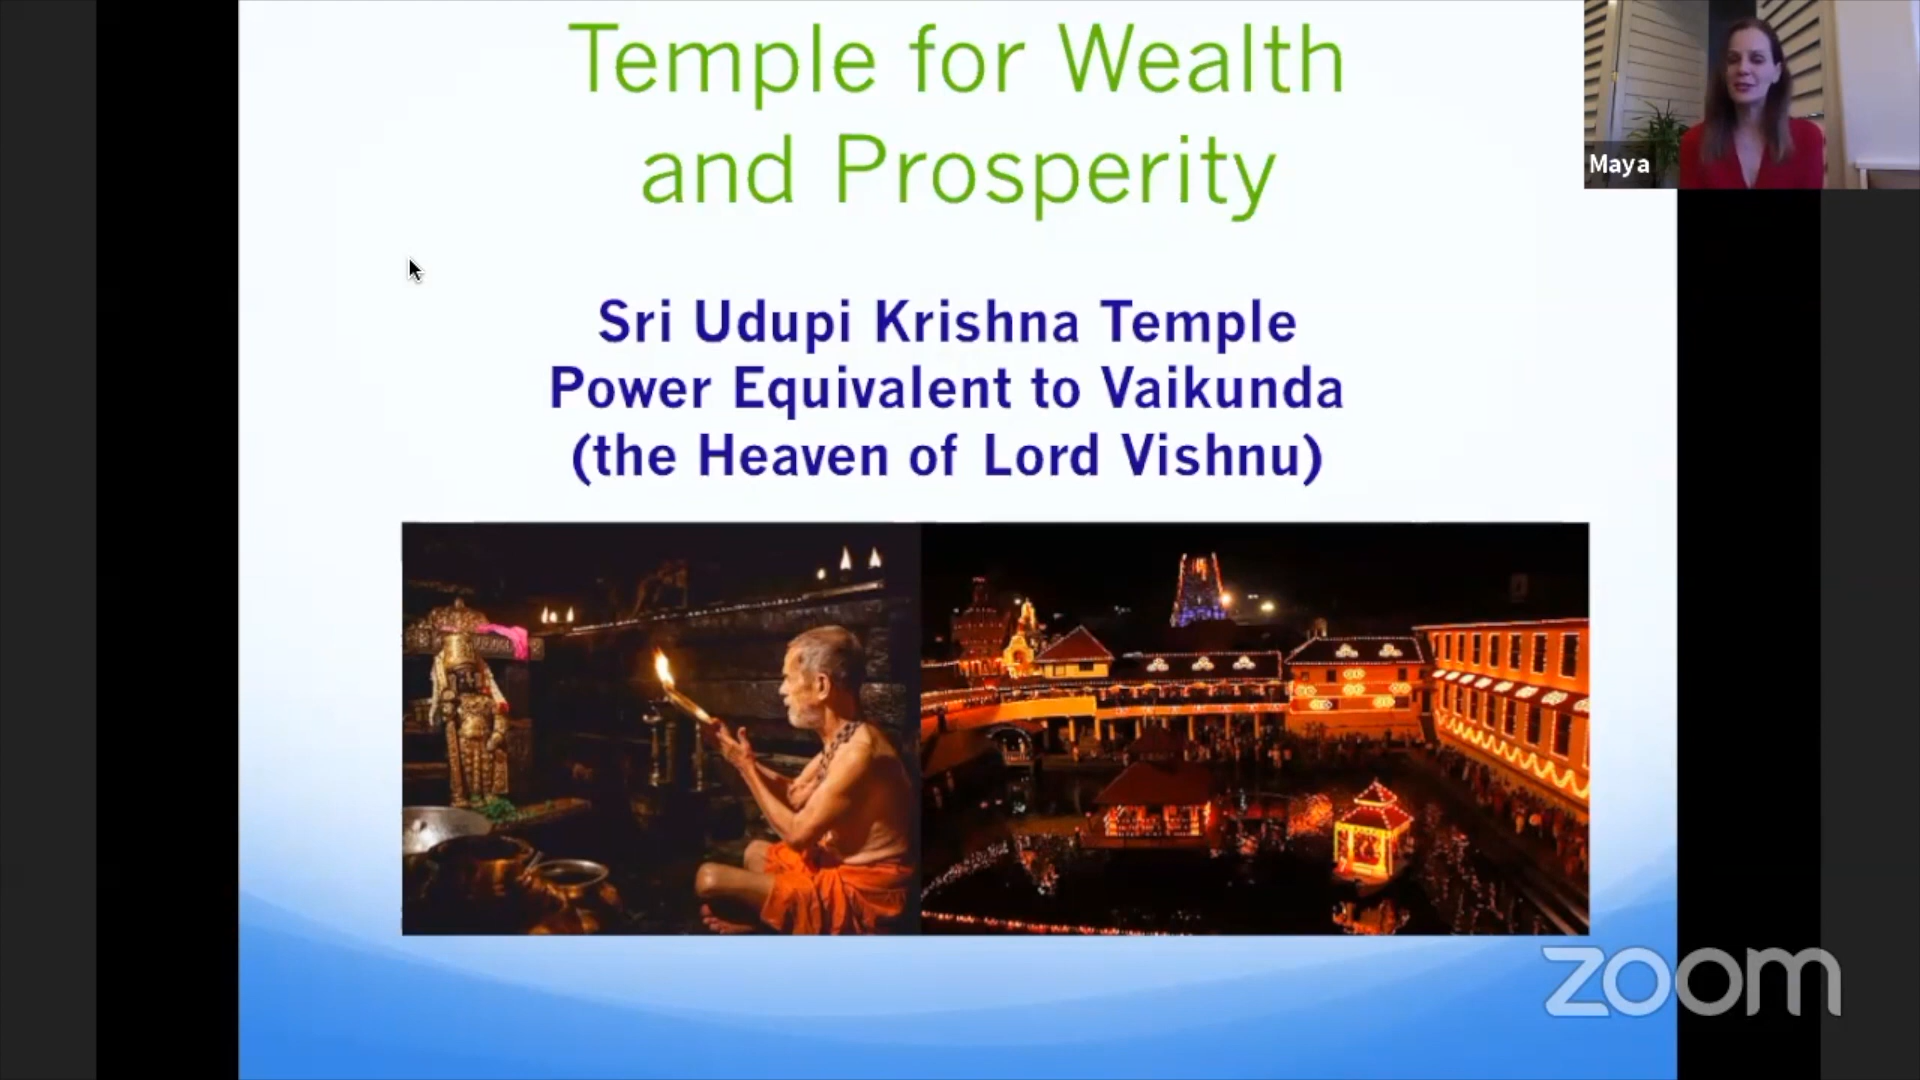 Temple for Wealth
and Prosperity
Maya
Sri Udupi Krishna Temple
Power Equivalent to Vaikunda
(the Heaven of Lord Vishnu)
zoom